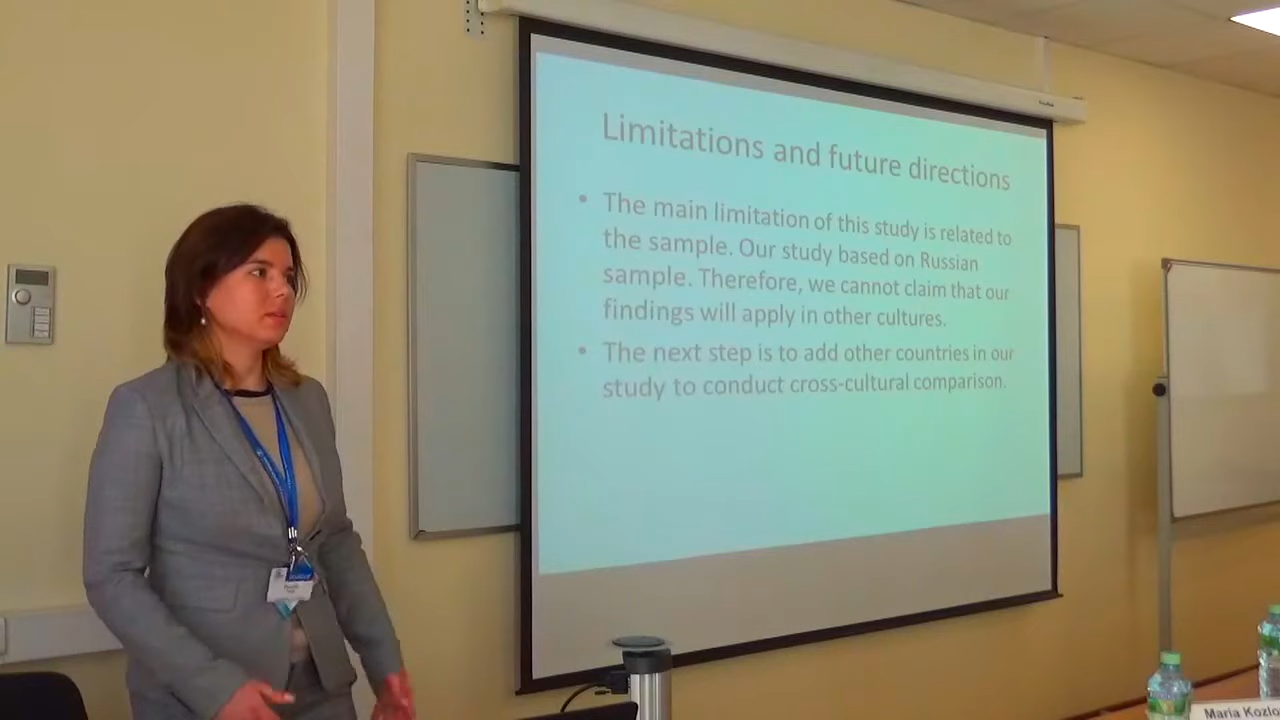 Limitations and future directions
• The main limitation of this study is related to
the sample. Our study based on Russian
sample. Therefore, we cannot claim that our
findings will apply in other cultures.
• The next step is to add other countries in our
study to conduct cross-cultural comparison.
Maria Kozlo